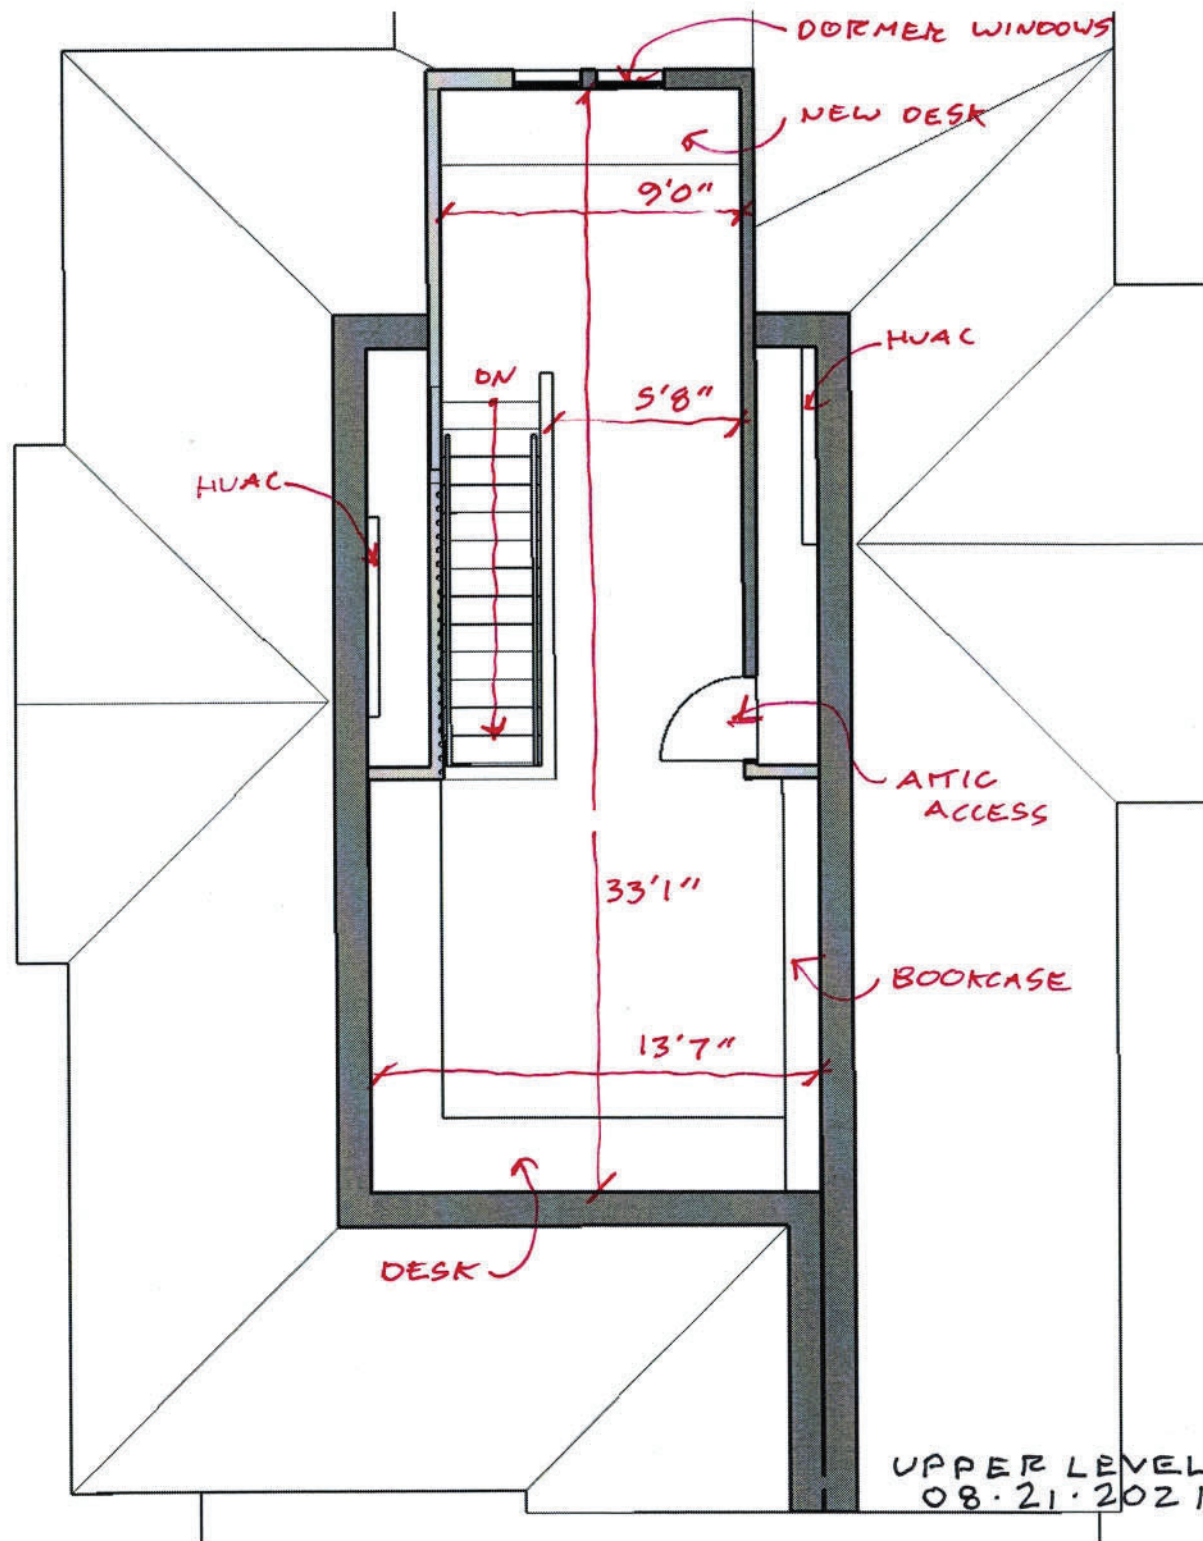 DORMER WINDOWS
NEW DESK
9'0"
HVAC
DN
5'8"
HVAC
ATTIC
ACCESS
33'1"
BOOKCASE
13'7"
DESK
UPPER LEVEL
08.21.2021